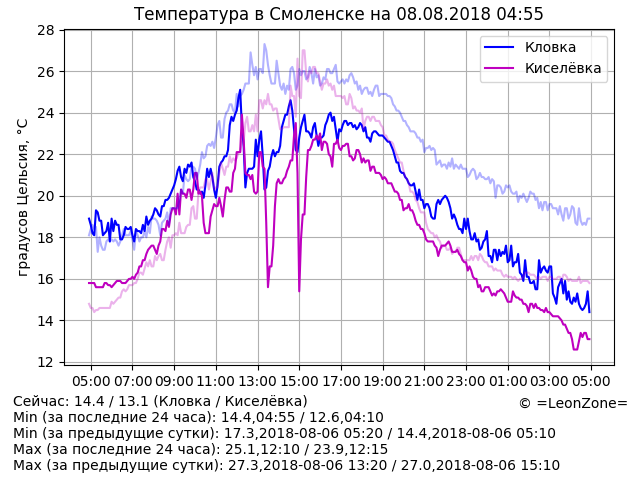 Температура в Смоленске на 08.08.2018 04:55
градусов Цельсия, °C
28
26
24
22
20
18
16
14
12
Кловка
Киселёвка
05:00 07:00 09:00 11:00 13:00 15:00 17:00 19:00 21:00 23:00 01:00 03:00 05:00
Сейчас: 14.4 / 13.1 (Кловка / Киселёвка)
© =LeonZone=
Min (за последние 24 часа): 14.4,04:55 / 12.6,04:10
Min (за предыдущие сутки): 17.3,2018-08-06 05:20 / 14.4,2018-08-06 05:10
Max (за последние 24 часа): 25.1,12:10 / 23.9,12:15
Max (за предыдущие сутки): 27.3,2018-08-06 13:20 / 27.0,2018-08-06 15:10